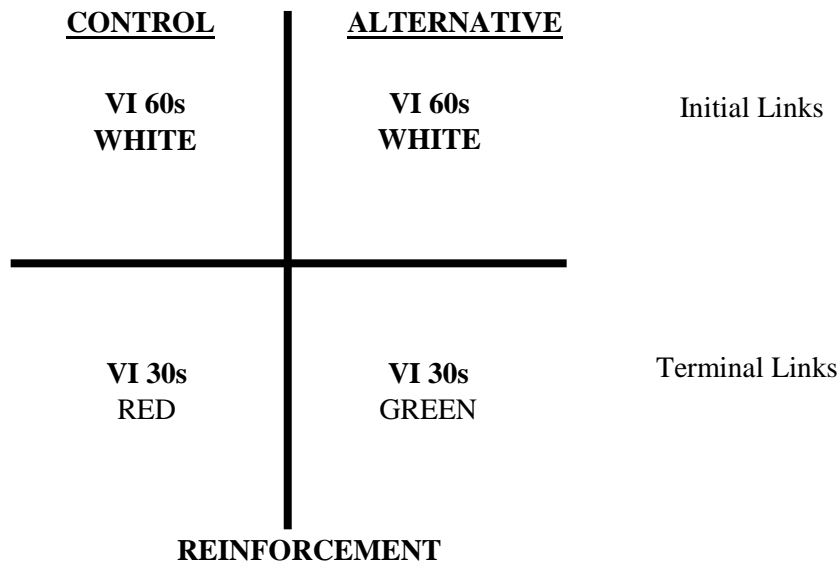 CONTROL
ALTERNATIVE
VI 60s
WHITE
VI 60s
WHITE
Initial Links
VI 30s
RED
VI 30s
GREEN
Terminal Links
REINFORCEMENT